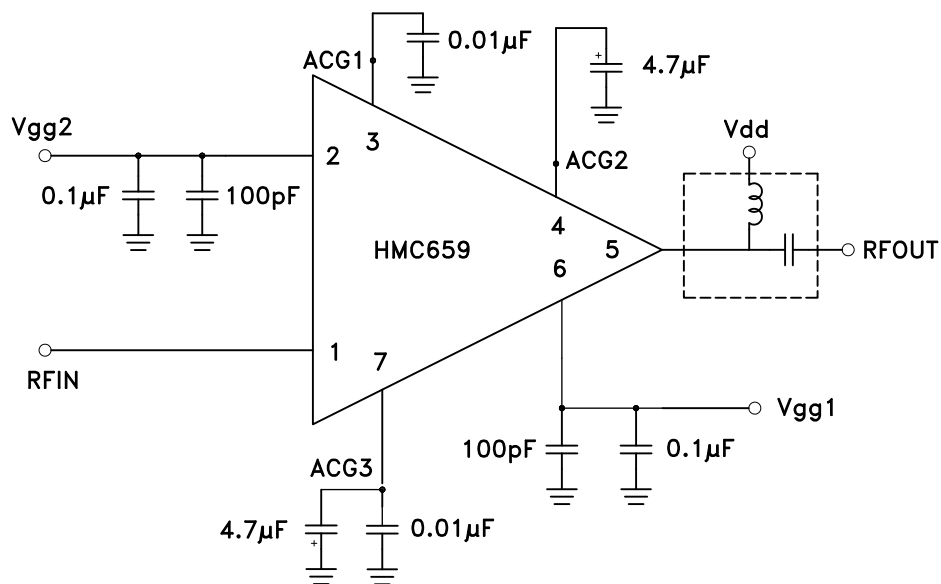 ACG1
0.01µF
+
4.7µF
Vgg2
3
Vdd
2
ACG2
0.1µF
100pF
4
HMC659
5
RFOUT
6
1
7
RFIN
Vgg1
100pF
0.1µF
ACG3
4.7µF
+
0.01µF